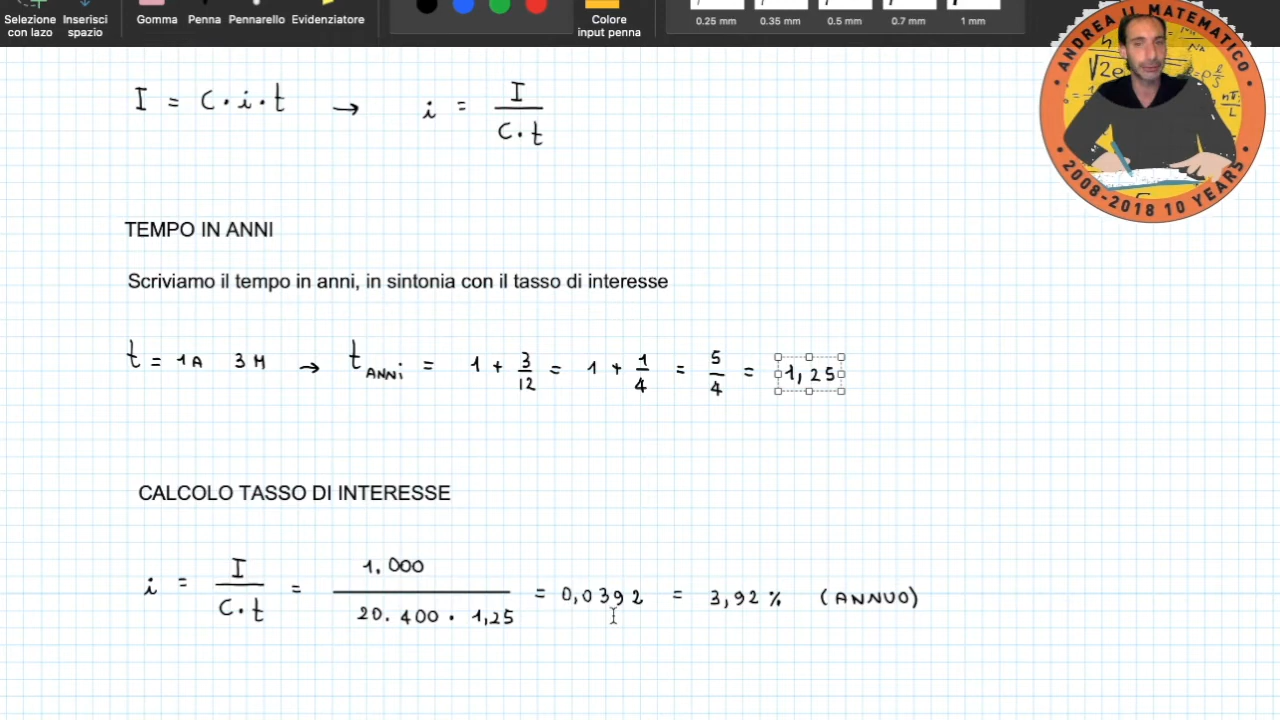 Selezione con lazo
Inserisci spazio
Gomma
Penna
Pennarello
Evidenziatore
Colore input penna
0.25 mm
0.35 mm
0.5 mm
0.7 mm
1 mm
ANDREA IL MATEMATICO
2008-2018 10 YEARS
I = C · i · t → i = I / C · t
TEMPO IN ANNI
Scriviamo il tempo in anni, in sintonia con il tasso di interesse
t = 1A 3M → t ANNI = 1 + 3/12 = 1 + 1/4 = 5/4 = 1,25
CALCOLO TASSO DI INTERESSE
i = I / C · t = 1.000 / 20.400 · 1,25 = 0,0392 = 3,92 % (ANNUO)